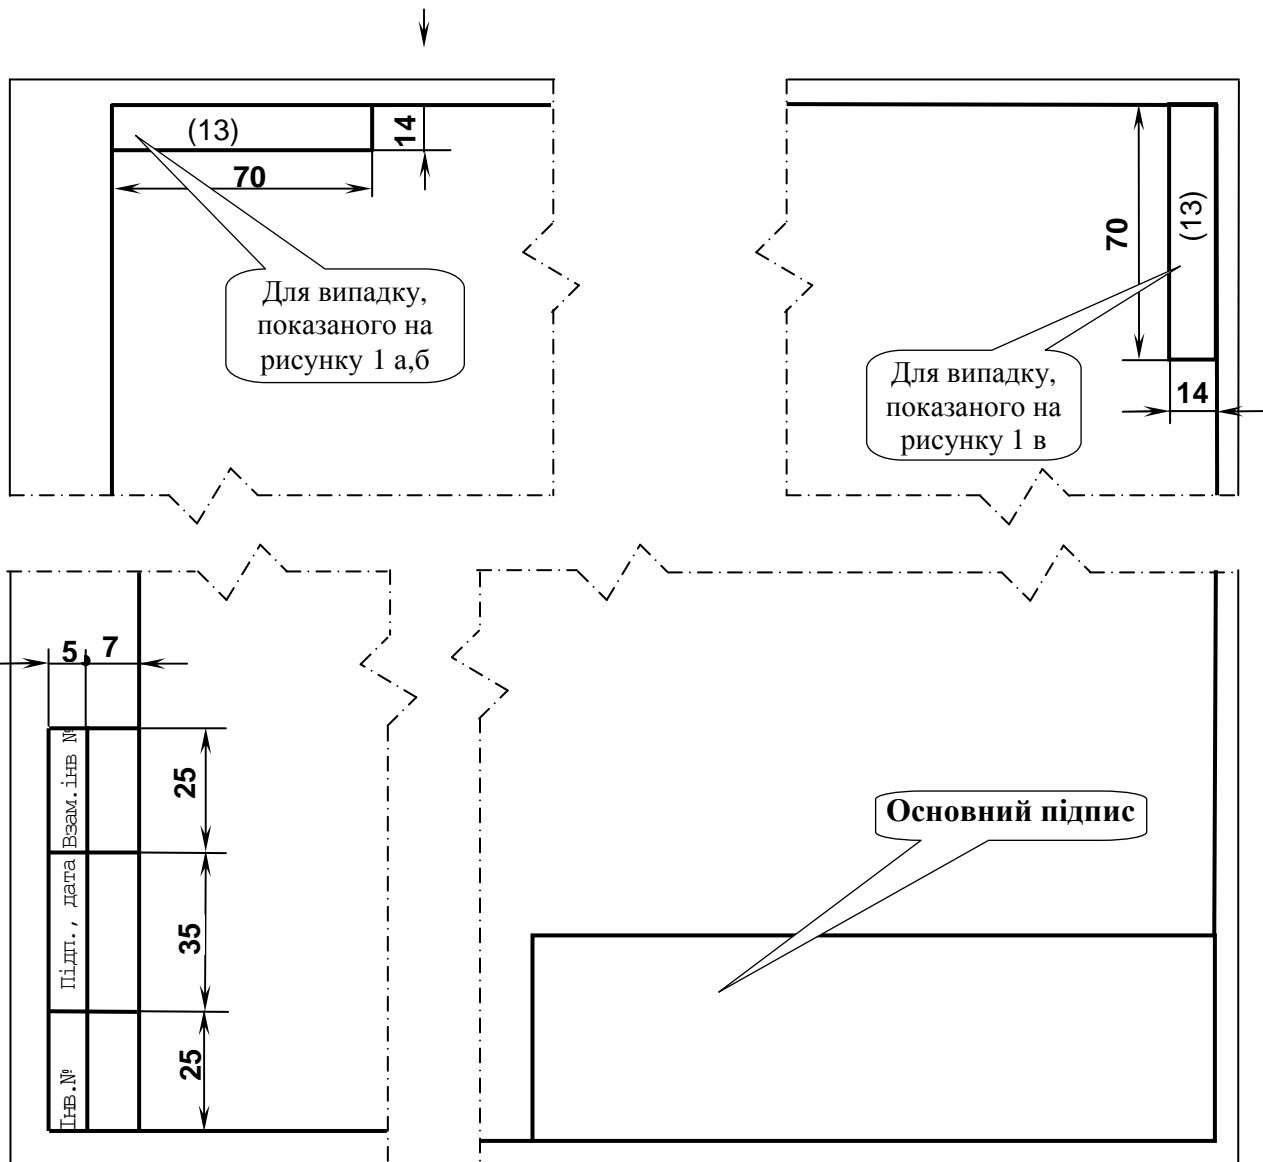 (13)
14
70
Для випадку,
показаного на
рисунку 1 а,б
70
(13)
Для випадку,
показаного на
рисунку 1 в
14
5 7
Взам.інв №
25
Підп., дата
35
Інв.№
25
Основний підпис